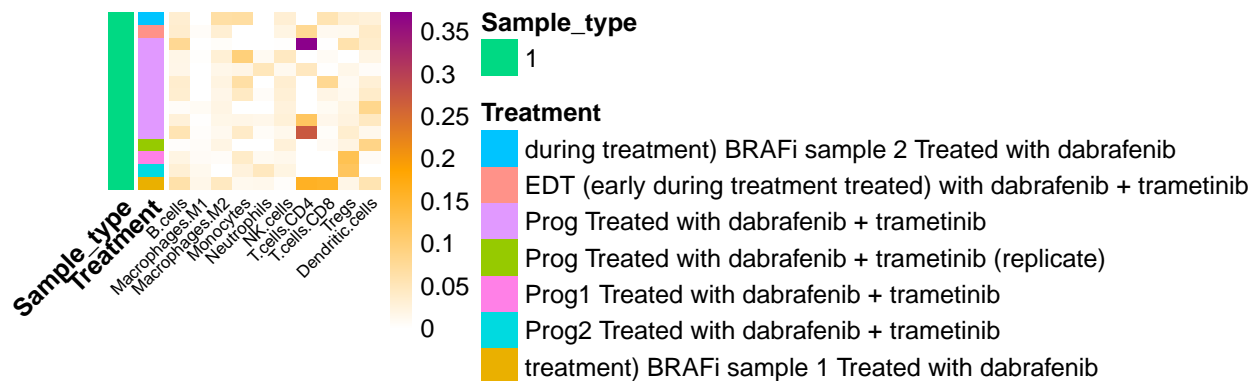 Sample_type
Treatment
B.cells
Macrophages.M1
Macrophages.M2
Monocytes
Neutrophils
NK.cells
T.cells.CD4
T.cells.CD8
Tregs
Dendritic.cells
0.35
0.3
0.25
0.2
0.15
0.1
0.05
0
Sample_type
1
Treatment
during treatment) BRAFi sample 2 Treated with dabrafenib
EDT (early during treatment treated) with dabrafenib + trametinib
Prog Treated with dabrafenib + trametinib
Prog Treated with dabrafenib + trametinib (replicate)
Prog1 Treated with dabrafenib + trametinib
Prog2 Treated with dabrafenib + trametinib
treatment) BRAFi sample 1 Treated with dabrafenib